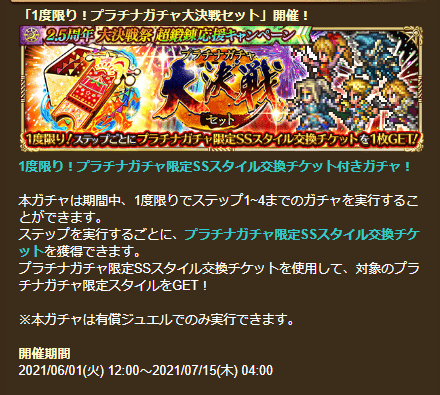 「1度限り！プラチナガチャ大決戦セット」開催！
2.5周年 大決戦祭 超鍛錬応援キャンペーン
プラチナガチャ
大決戦
セット
1度限り！ステップごとにプラチナガチャ限定SSスタイル交換チケットを1枚GET!
1度限り！プラチナガチャ限定SSスタイル交換チケット付きガチャ！
本ガチャは期間中、1度限りでステップ1~4までのガチャを実行するこ
とができます。
ステップを実行するごとに、プラチナガチャ限定SSスタイル交換チケッ
トを獲得できます。
プラチナガチャ限定SSスタイル交換チケットを使用して、対象のプラ
チナガチャ限定スタイルをGET！
※本ガチャは有償ジュエルでのみ実行できます。
開催期間
2021/06/01(火) 12:00～2021/07/15(木) 04:00